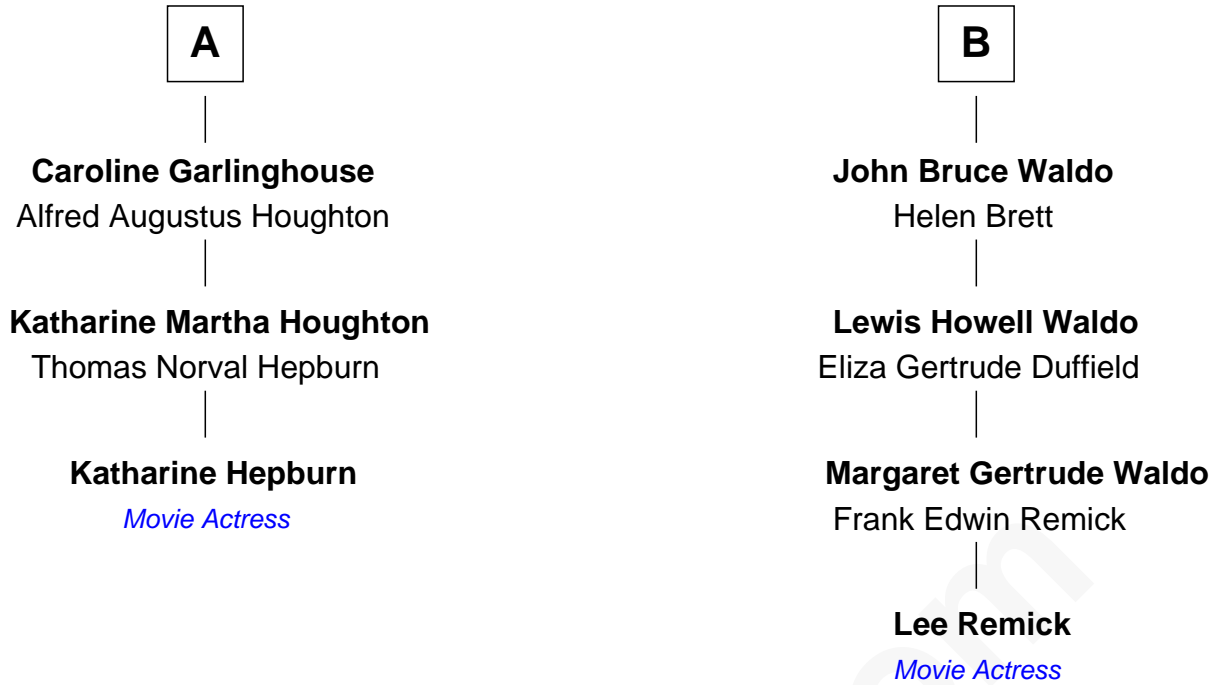 A
Caroline Garlinghouse
Alfred Augustus Houghton
Katharine Martha Houghton
Thomas Norval Hepburn
Katharine Hepburn
Movie Actress
B
John Bruce Waldo
Helen Brett
Lewis Howell Waldo
Eliza Gertrude Duffield
Margaret Gertrude Waldo
Frank Edwin Remick
Lee Remick
Movie Actress